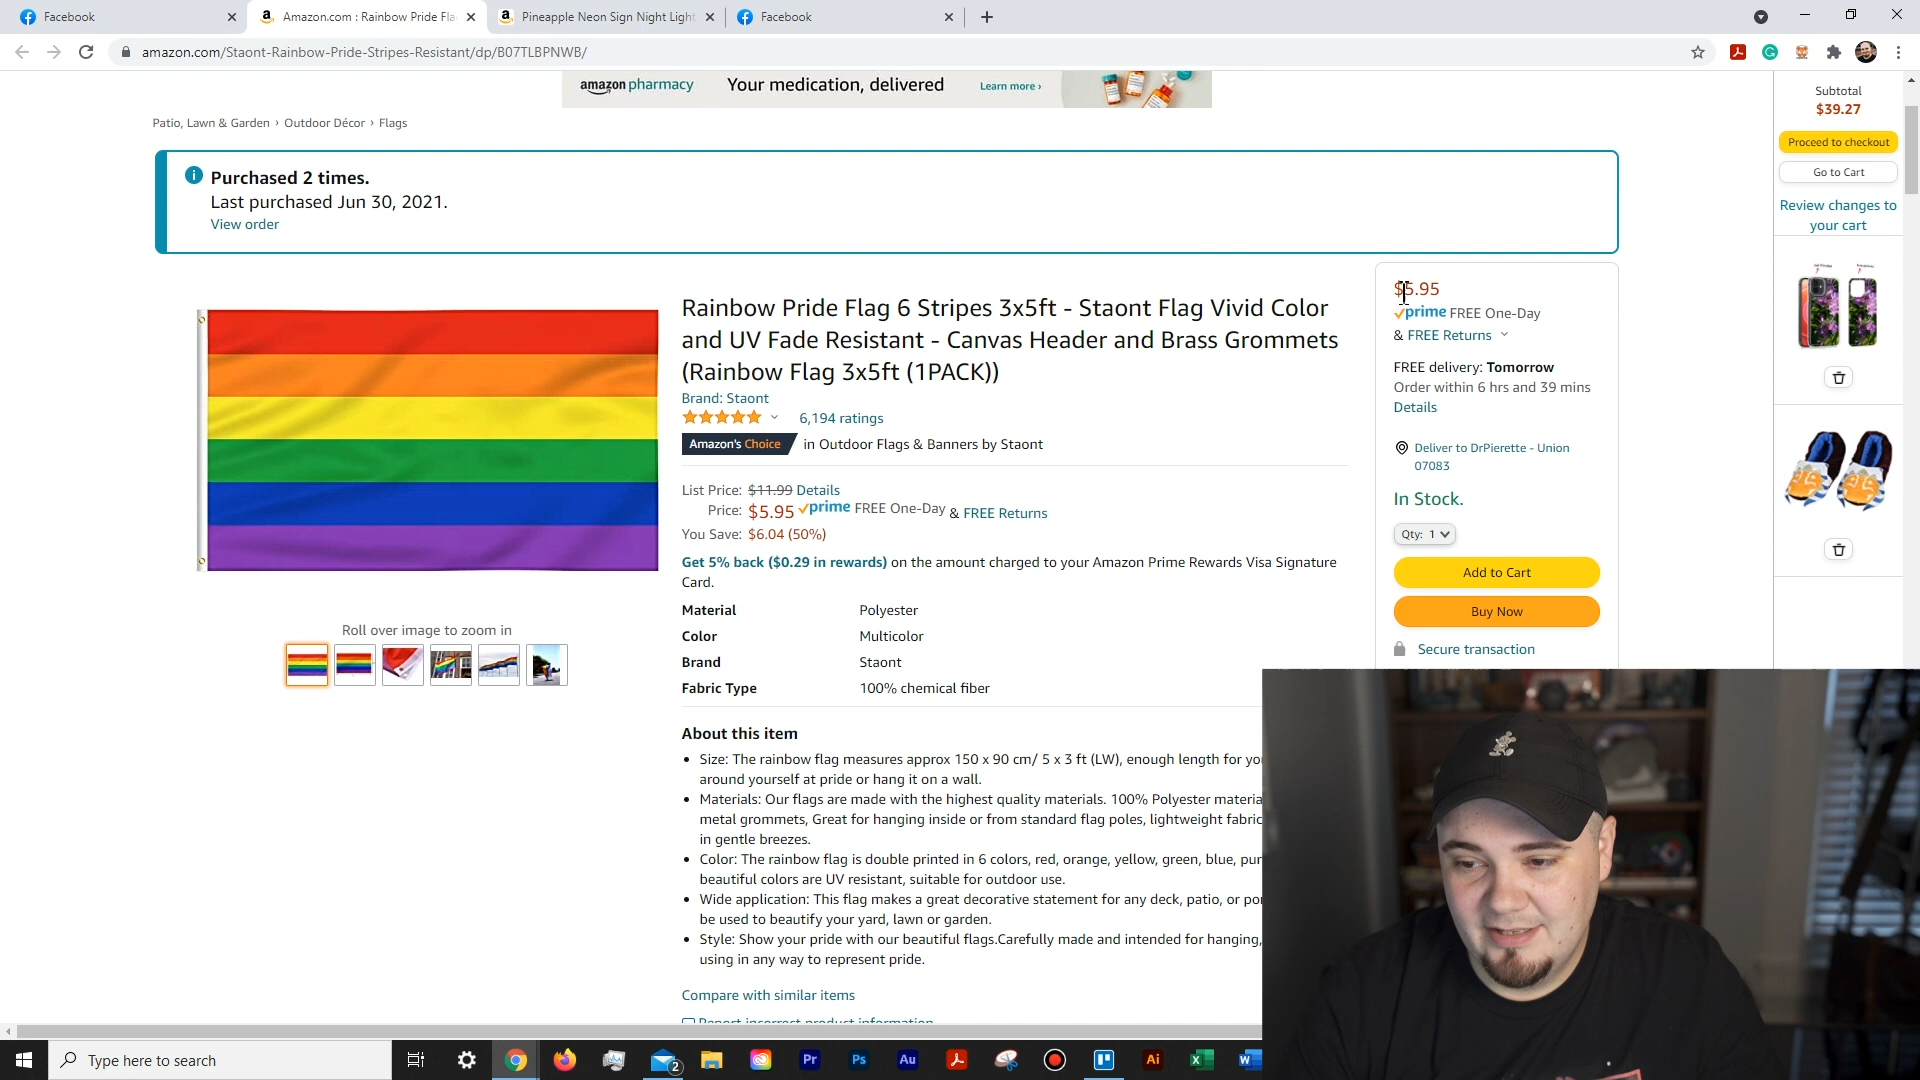 Facebook
Amazon.com : Rainbow Pride Fla
Pineapple Neon Sign Night Light
Facebook
amazon.com/Staont-Rainbow-Pride-Stripes-Resistant/dp/B07TLBPNWB/
amazon pharmacy Your medication, delivered Learn more ›
Patio, Lawn & Garden › Outdoor Décor › Flags
Purchased 2 times.
Last purchased Jun 30, 2021.
View order
Roll over image to zoom in
Rainbow Pride Flag 6 Stripes 3x5ft - Staont Flag Vivid Color
and UV Fade Resistant - Canvas Header and Brass Grommets
(Rainbow Flag 3x5ft (1PACK))
Brand: Staont
6,194 ratings
Amazon's Choice in Outdoor Flags & Banners by Staont
List Price: $11.99 Details
Price: $5.95 prime FREE One-Day & FREE Returns
You Save: $6.04 (50%)
Get 5% back ($0.29 in rewards) on the amount charged to your Amazon Prime Rewards Visa Signature
Card.
Material Polyester
Color Multicolor
Brand Staont
Fabric Type 100% chemical fiber
About this item
• Size: The rainbow flag measures approx 150 x 90 cm/ 5 x 3 ft (LW), enough length for yo
around yourself at pride or hang it on a wall.
• Materials: Our flags are made with the highest quality materials. 100% Polyester materia
metal grommets, Great for hanging inside or from standard flag poles, lightweight fabric
in gentle breezes.
• Color: The rainbow flag is double printed in 6 colors, red, orange, yellow, green, blue, pur
beautiful colors are UV resistant, suitable for outdoor use.
• Wide application: This flag makes a great decorative statement for any deck, patio, or po
be used to beautify your yard, lawn or garden.
• Style: Show your pride with our beautiful flags.Carefully made and intended for hanging,
using in any way to represent pride.
Compare with similar items
Report incorrect product information
$5.95
prime FREE One-Day
& FREE Returns
FREE delivery: Tomorrow
Order within 6 hrs and 39 mins
Details
Deliver to DrPierette - Union
07083
In Stock.
Qty: 1
Add to Cart
Buy Now
Secure transaction
Subtotal
$39.27
Proceed to checkout
Go to Cart
Review changes to
your cart
Type here to search
2
Pr
Ps
Au
Ai
X
W